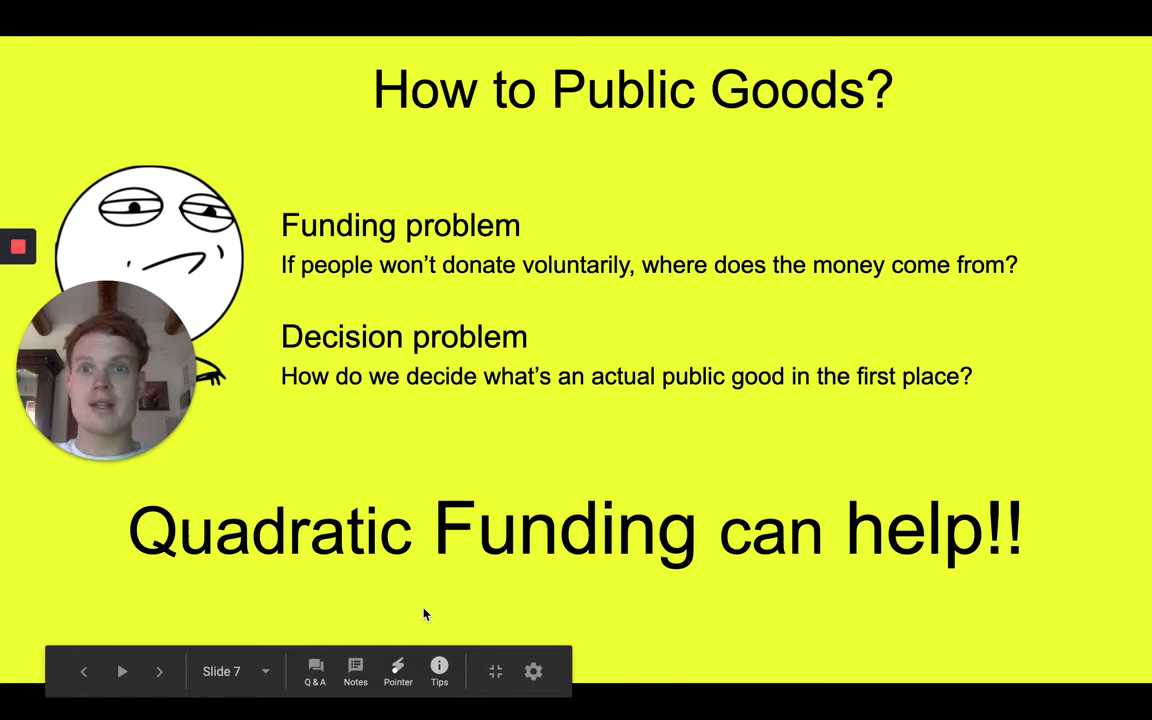 How to Public Goods?
Funding problem
If people won't donate voluntarily, where does the money come from?
Decision problem
How do we decide what's an actual public good in the first place?
Quadratic Funding can help!!
Slide 7
Q & A
Notes
Pointer
Tips